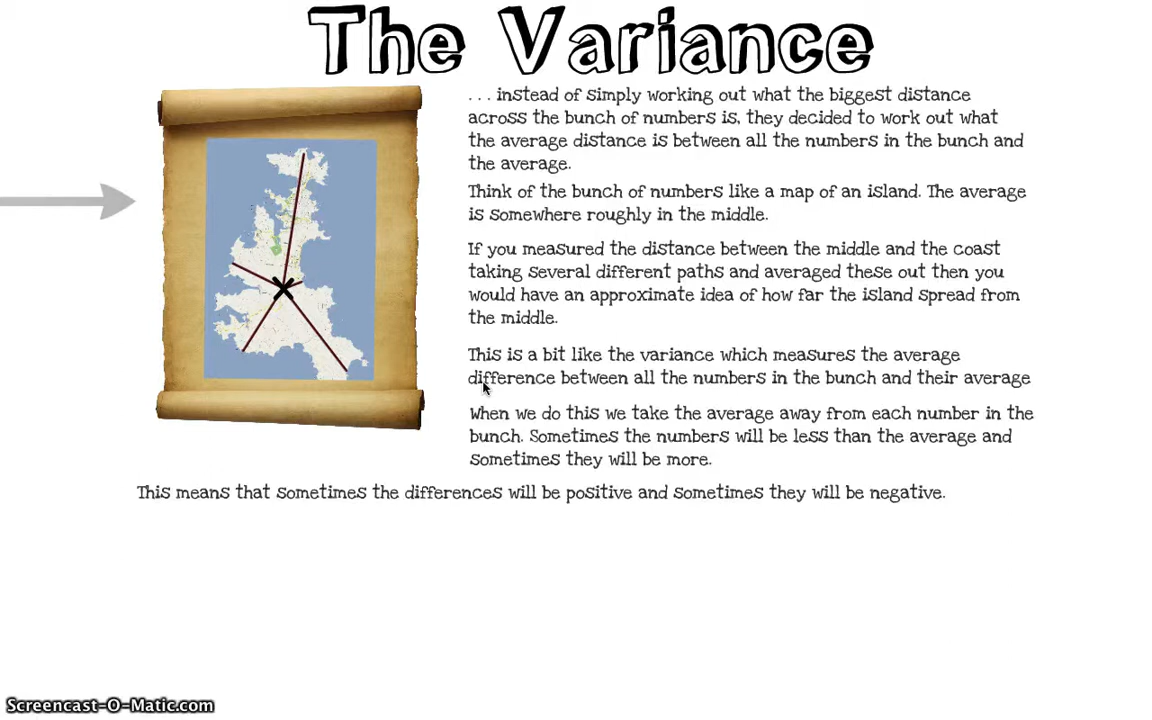 The Variance
. . . instead of simply working out what the biggest distance
across the bunch of numbers is, they decided to work out what
the average distance is between all the numbers in the bunch and
the average.
Think of the bunch of numbers like a map of an island. The average
is somewhere roughly in the middle.
If you measured the distance between the middle and the coast
taking several different paths and averaged these out then you
would have an approximate idea of how far the island spread from
the middle.
This is a bit like the variance which measures the average
difference between all the numbers in the bunch and their average
When we do this we take the average away from each number in the
bunch. Sometimes the numbers will be less than the average and
sometimes they will be more.
This means that sometimes the differences will be positive and sometimes they will be negative.
Screencast-O-Matic.com